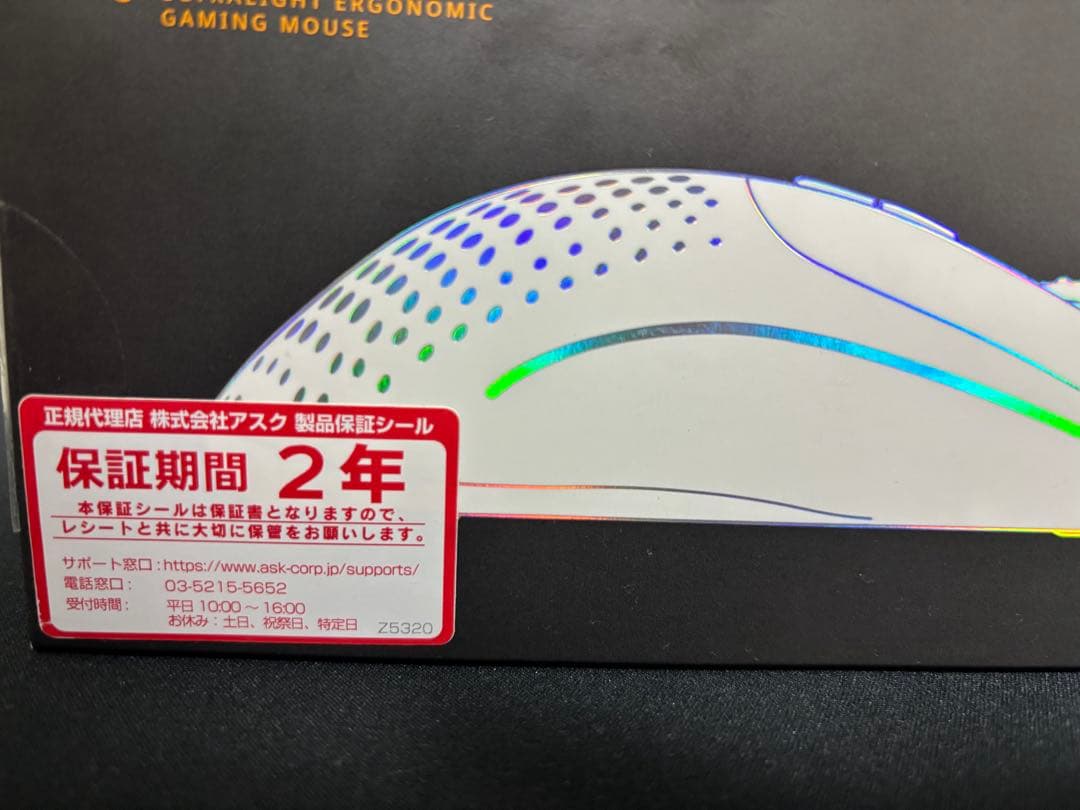 ULTRALIGHT ERGONOMIC
GAMING MOUSE
正規代理店 株式会社アスク 製品保証シール
保証期間 2年
本保証シールは保証書となりますので、
レシートと共に大切に保管をお願いします。
サポート窓口:https://www.ask-corp.jp/supports/
電話窓口: 03-5215-5652
受付時間: 平日 10:00～16:00
お休み:土日、祝祭日、特定日 Z5320